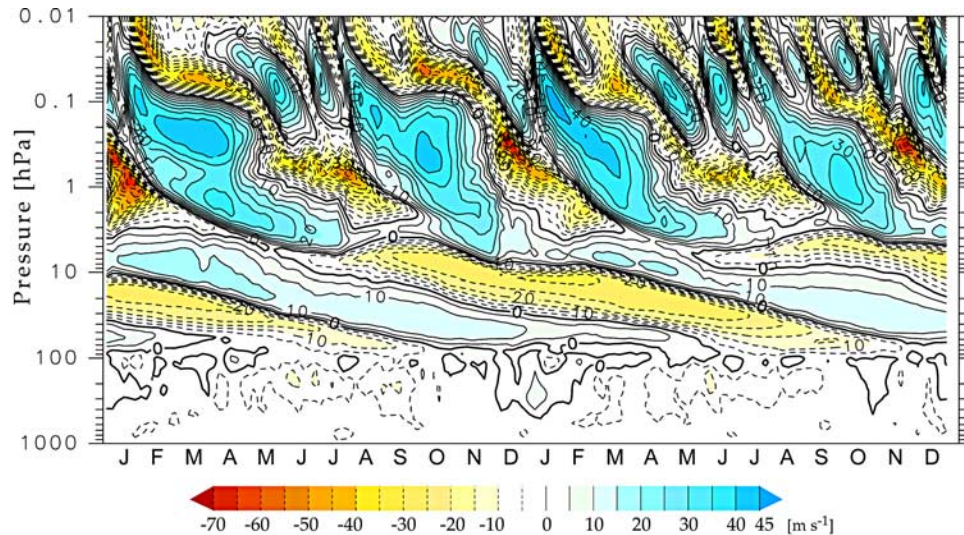 0.01
0.1
1
10
100
1000
Pressure [hPa]
J F M A M J J A S O N D J F M A M J J A S O N D
-70 -60 -50 -40 -30 -20 -10 0 10 20 30 40 45 [m s⁻¹]